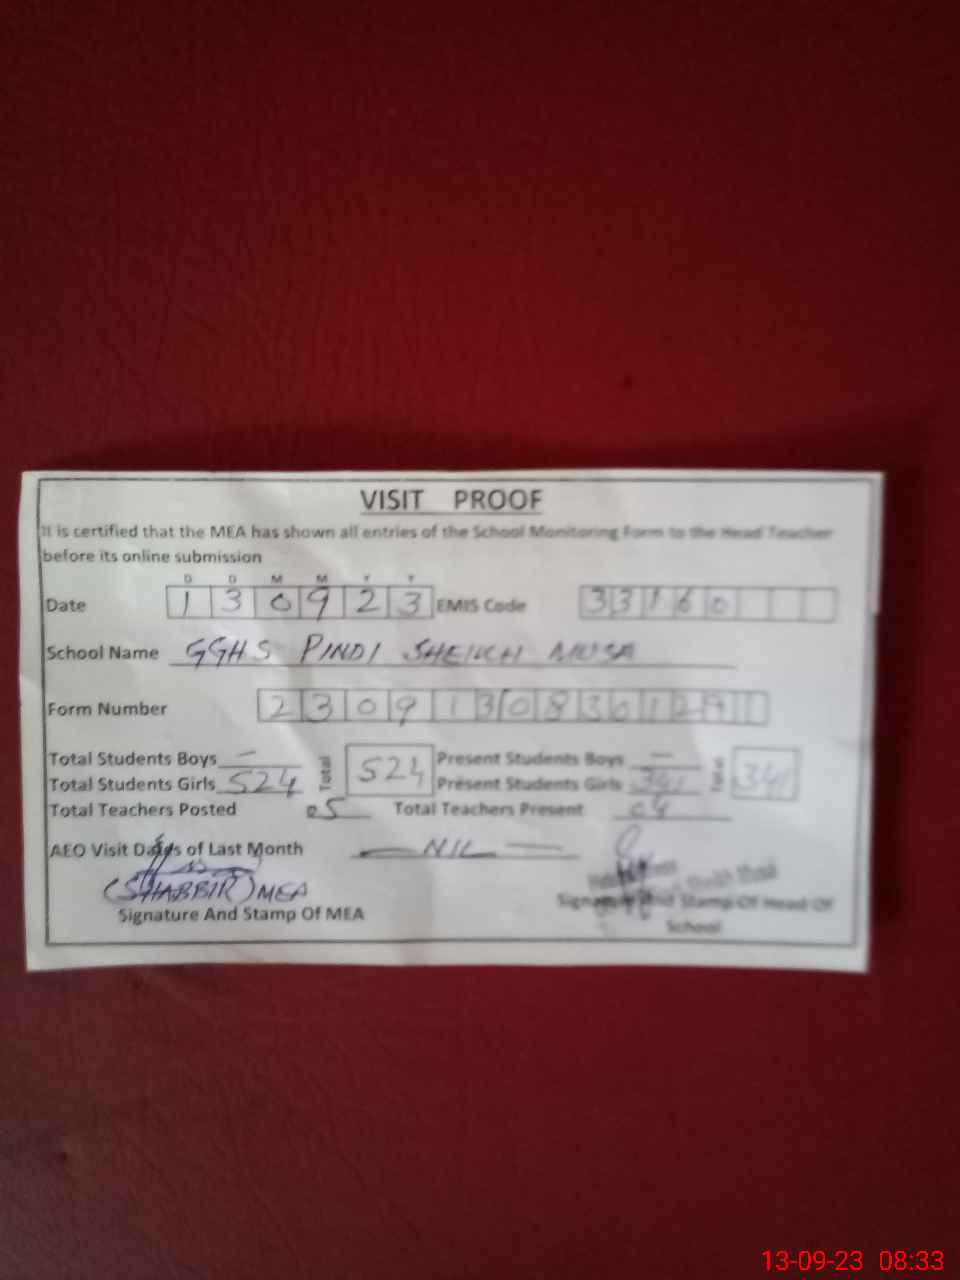 VISIT PROOF
It is certified that the MEA has shown all entries of the School Monitoring Form to the Head Teacher
before its online submission
D D M M Y Y
Date 1 3 0 9 2 3 EMIS Code 3 3 1 6 0
School Name GGHS PINDI SHEIKH MUSA
Form Number 2 3 0 9 1 3 0 8 3 0 1 2
Total Students Boys — Total Present Students Boys — Total
Total Students Girls 524 524 Present Students Girls 341 341
Total Teachers Posted 05 Total Teachers Present 04
AEO Visit Days of Last Month — NIL —
(SHABBIR) MEA
Signature And Stamp Of MEA Signature And Stamp Of Head Of
School
13-09-23 08:33